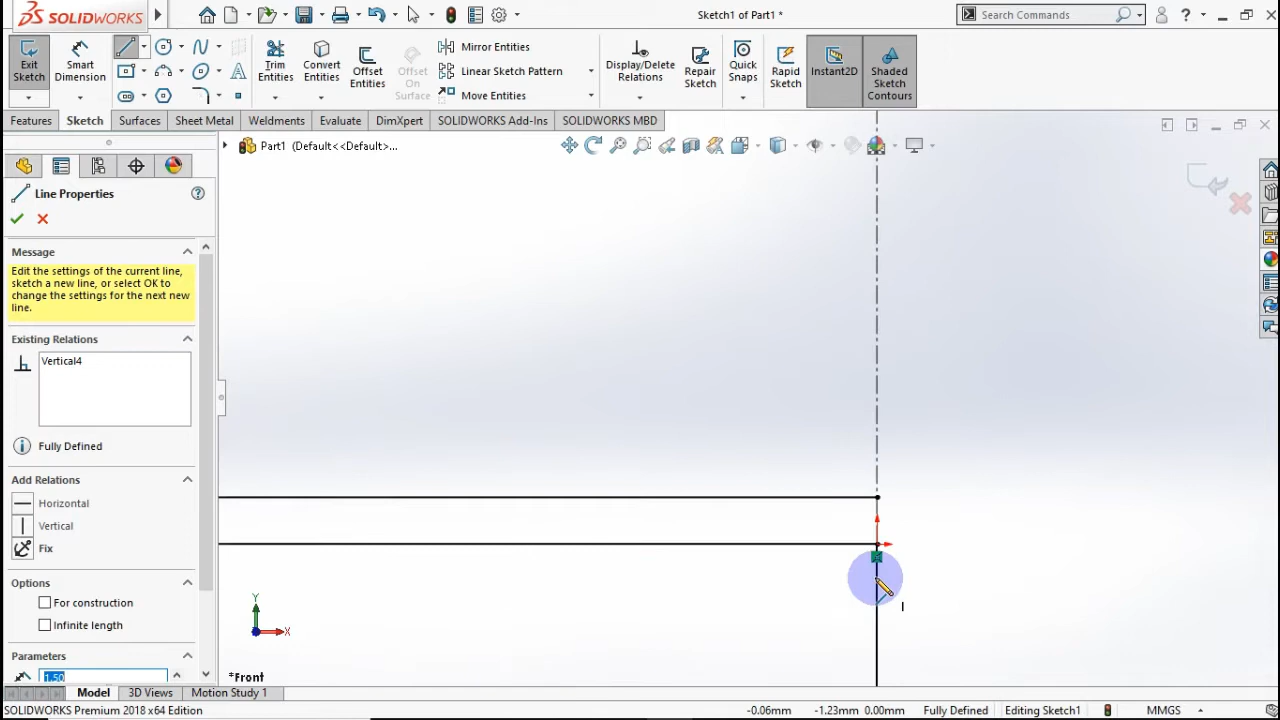 SOLIDWORKS
Sketch1 of Part1 *
Search Commands
?
Exit Sketch
Smart Dimension
Trim Entities
Convert Entities
Offset Entities
Offset On Surface
Mirror Entities
Linear Sketch Pattern
Move Entities
Display/Delete Relations
Repair Sketch
Quick Snaps
Rapid Sketch
Instant2D
Shaded Sketch Contours
Features
Sketch
Surfaces
Sheet Metal
Weldments
Evaluate
DimXpert
SOLIDWORKS Add-Ins
SOLIDWORKS MBD
Part1 (Default<<Default>...
Line Properties
?
Message
Edit the settings of the current line,
sketch a new line, or select OK to
change the settings for the next new
line.
Existing Relations
Vertical4
Fully Defined
Add Relations
Horizontal
Vertical
Fix
Options
For construction
Infinite length
Parameters
1.50
Y
X
*Front
Model
3D Views
Motion Study 1
SOLIDWORKS Premium 2018 x64 Edition
-0.06mm
-1.23mm 0.00mm
Fully Defined
Editing Sketch1
MMGS